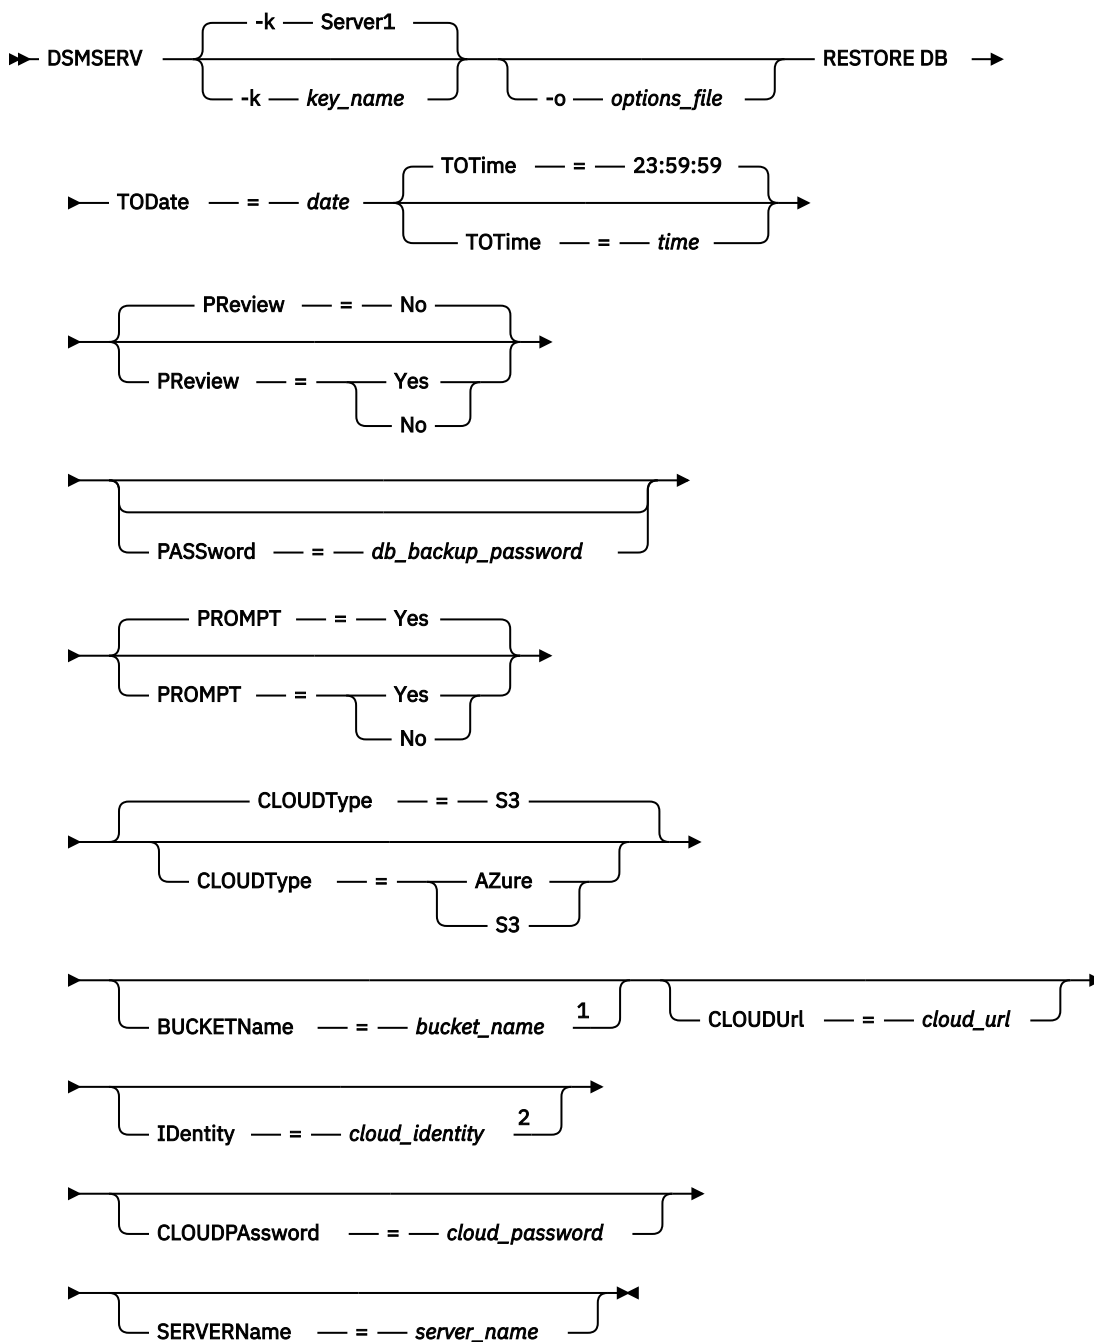 -k Server1
DSMSERV RESTORE DB
-k key_name -o options_file
TOTime = 23:59:59
TODate = date
TOTime = time
PReview = No
PReview = Yes
No
PASSword = db_backup_password
PROMPT = Yes
PROMPT = Yes
No
CLOUDType = S3
CLOUDType = AZure
S3
BUCKETName = bucket_name 1 CLOUDUrl = cloud_url
IDentity = cloud_identity 2
CLOUDPAssword = cloud_password
SERVERName = server_name